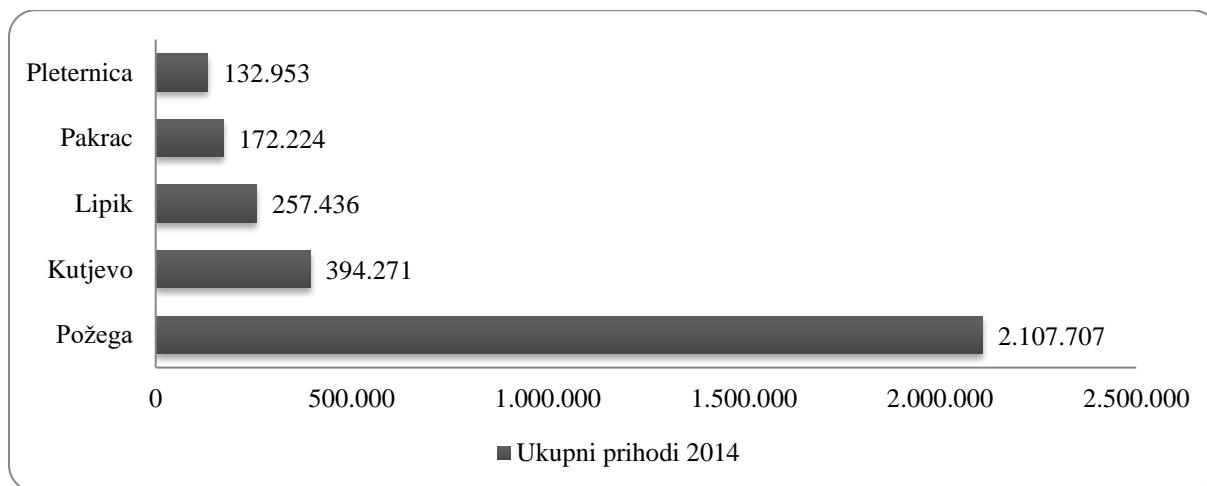 Pleternica 132.953
Pakrac 172.224
Lipik 257.436
Kutjevo 394.271
Požega 2.107.707
0 500.000 1.000.000 1.500.000 2.000.000 2.500.000
Ukupni prihodi 2014